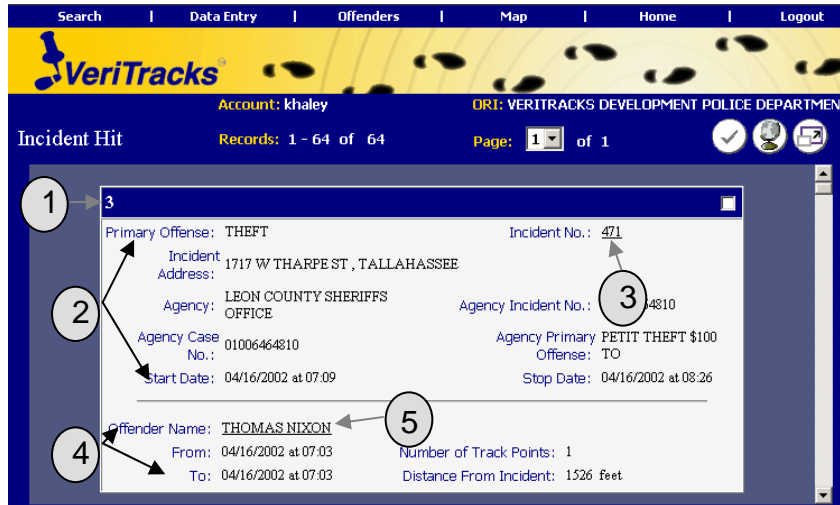 Search | Data Entry | Offenders | Map | Home | Logout
VeriTracks®
Account: khaley ORI: VERITRACKS DEVELOPMENT POLICE DEPARTMEN
Incident Hit Records: 1 - 64 of 64 Page: 1 of 1
1
3
Primary Offense: THEFT Incident No.: 471
Incident Address: 1717 W THARPE ST , TALLAHASSEE
2
3
Agency: LEON COUNTY SHERIFFS OFFICE Agency Incident No.: 4810
Agency Case No.: 01006464810 Agency Primary Offense: PETIT THEFT $100 TO
Start Date: 04/16/2002 at 07:09 Stop Date: 04/16/2002 at 08:26
4
5
Offender Name: THOMAS NIXON
From: 04/16/2002 at 07:03 Number of Track Points: 1
To: 04/16/2002 at 07:03 Distance From Incident: 1526 feet